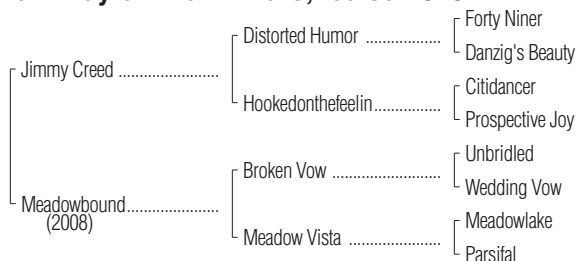 Forty Niner
Distorted Humor ..................
Danzig's Beauty
Jimmy Creed ........................
Citidancer
Hookedonthefeelin................
Prospective Joy
Unbridled
Broken Vow ..........................
Wedding Vow
Meadowbound......................
(2008)
Meadowlake
Meadow Vista ......................
Parsifal